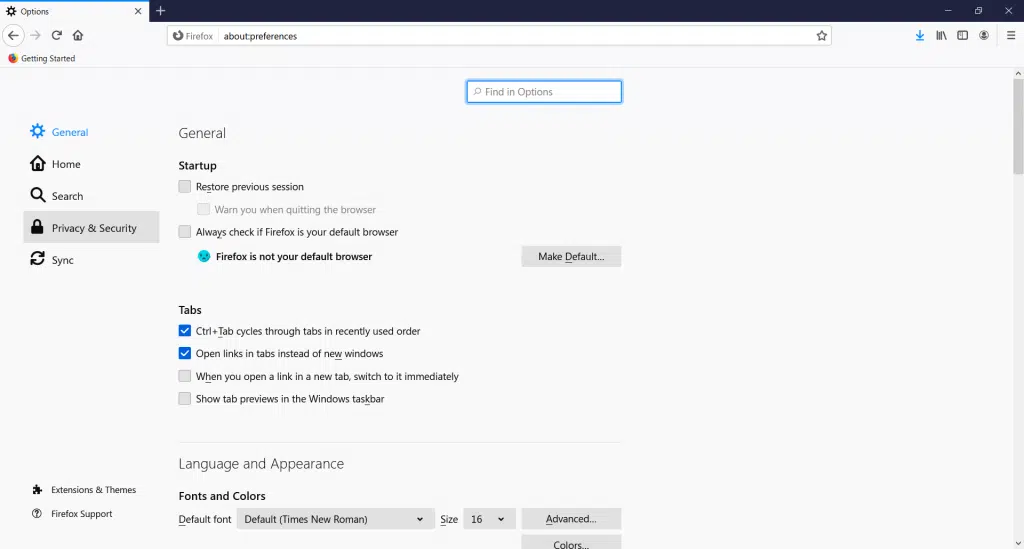 Options
Firefox about:preferences
Getting Started
Find in Options
General
Home
Search
Privacy & Security
Sync
Extensions & Themes
Firefox Support
General
Startup
Restore previous session
Warn you when quitting the browser
Always check if Firefox is your default browser
Firefox is not your default browser Make Default...
Tabs
Ctrl+Tab cycles through tabs in recently used order
Open links in tabs instead of new windows
When you open a link in a new tab, switch to it immediately
Show tab previews in the Windows taskbar
Language and Appearance
Fonts and Colors
Default font Default (Times New Roman) Size 16 Advanced...
Colors...